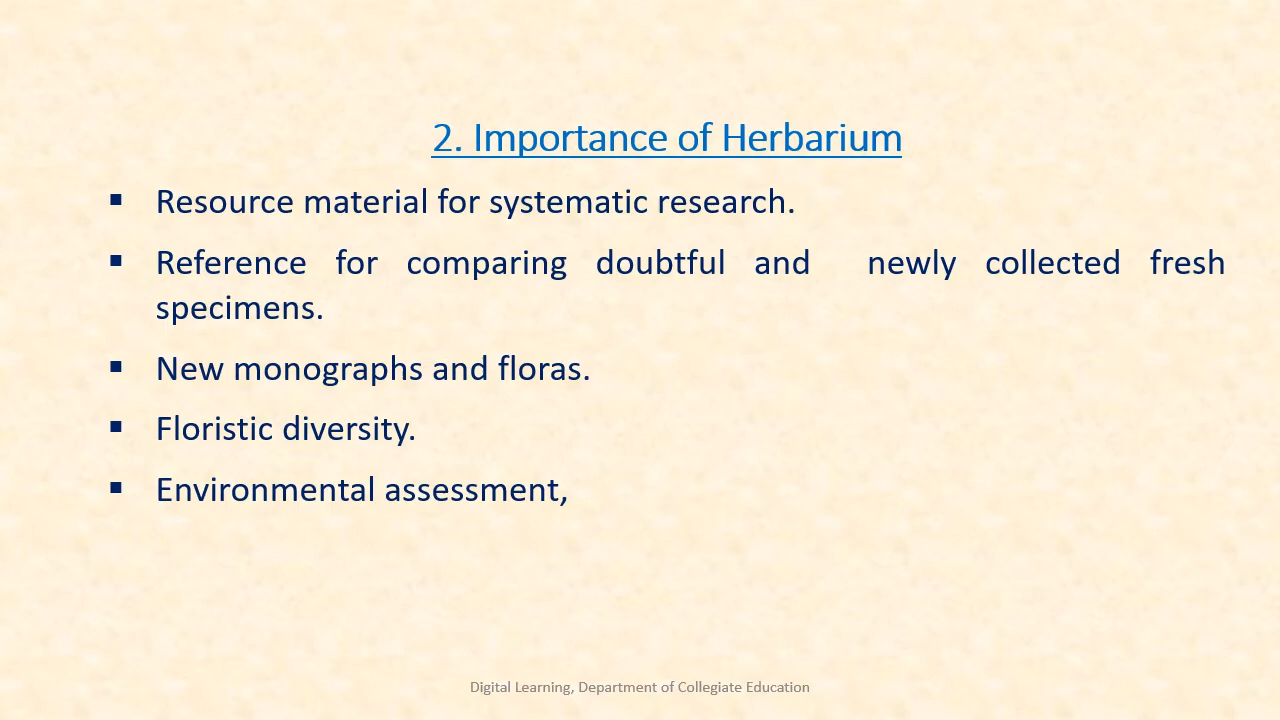 2. Importance of Herbarium
▪ Resource material for systematic research.
▪ Reference for comparing doubtful and newly collected fresh
specimens.
▪ New monographs and floras.
▪ Floristic diversity.
▪ Environmental assessment,
Digital Learning, Department of Collegiate Education